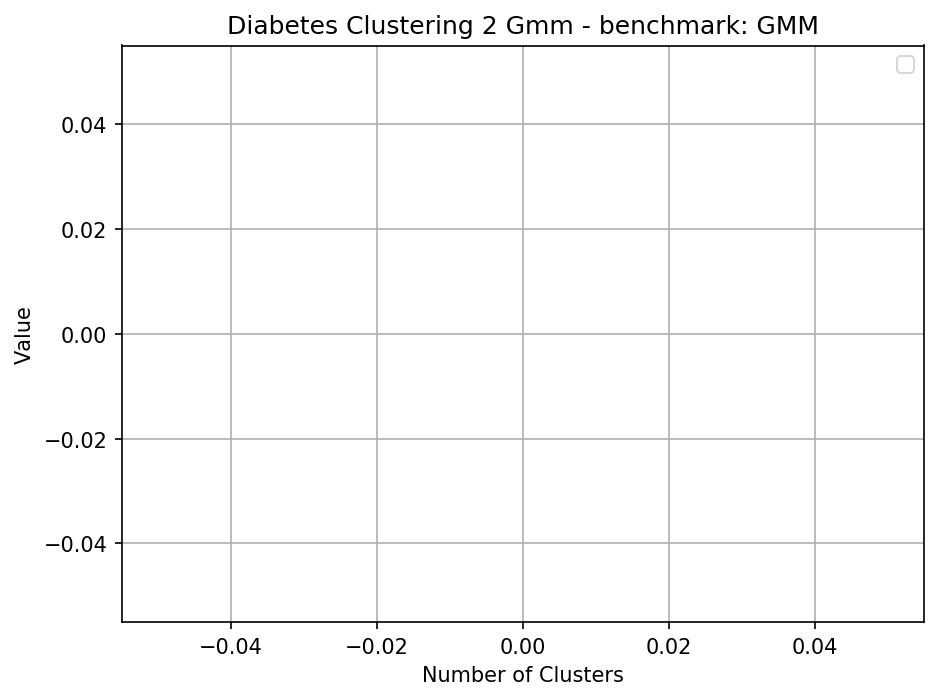 Diabetes Clustering 2 Gmm - benchmark: GMM
0.04
0.02
0.00
−0.02
−0.04
Value
−0.04 −0.02 0.00 0.02 0.04
Number of Clusters